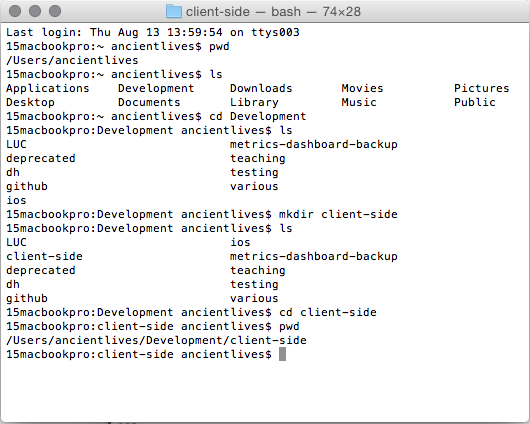 client-side — bash — 74×28
Last login: Thu Aug 13 13:59:54 on ttys003
15macbookpro:~ ancientlives$ pwd
/Users/ancientlives
15macbookpro:~ ancientlives$ ls
Applications    Development     Downloads       Movies          Pictures
Desktop         Documents       Library         Music           Public
15macbookpro:~ ancientlives$ cd Development
15macbookpro:Development ancientlives$ ls
LUC                             metrics-dashboard-backup
deprecated                      teaching
dh                              testing
github                          various
ios
15macbookpro:Development ancientlives$ mkdir client-side
15macbookpro:Development ancientlives$ ls
LUC                             ios
client-side                     metrics-dashboard-backup
deprecated                      teaching
dh                              testing
github                          various
15macbookpro:Development ancientlives$ cd client-side
15macbookpro:client-side ancientlives$ pwd
/Users/ancientlives/Development/client-side
15macbookpro:client-side ancientlives$